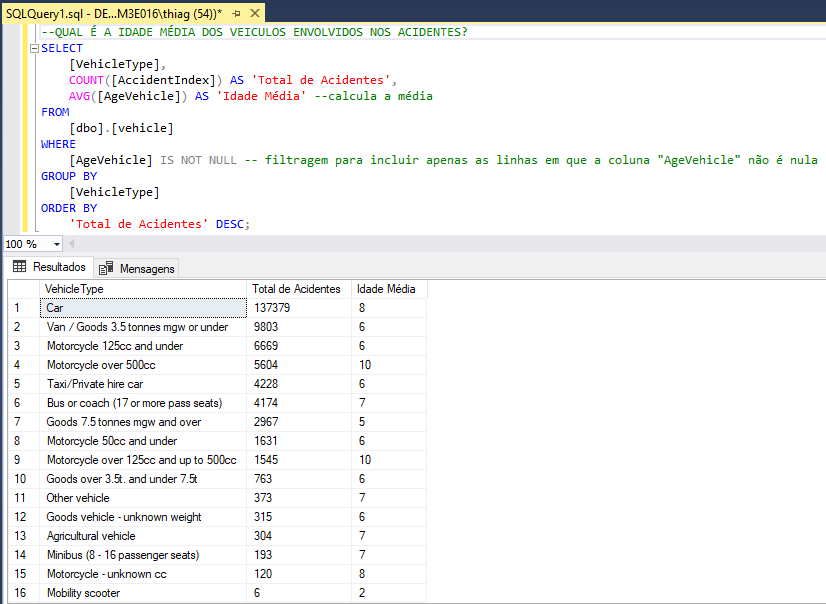 SQLQuery1.sql - DE...M3E016\thiag (54))*
--QUAL É A IDADE MÉDIA DOS VEICULOS ENVOLVIDOS NOS ACIDENTES?
SELECT
[VehicleType],
COUNT([AccidentIndex]) AS 'Total de Acidentes',
AVG([AgeVehicle]) AS 'Idade Média' --calcula a média
FROM
[dbo].[vehicle]
WHERE
[AgeVehicle] IS NOT NULL -- filtragem para incluir apenas as linhas em que a coluna "AgeVehicle" não é nula
GROUP BY
[VehicleType]
ORDER BY
'Total de Acidentes' DESC;
100 %
Resultados Mensagens
VehicleType Total de Acidentes Idade Média
1 Car 137379 8
2 Van / Goods 3.5 tonnes mgw or under 9803 6
3 Motorcycle 125cc and under 6669 6
4 Motorcycle over 500cc 5604 10
5 Taxi/Private hire car 4228 6
6 Bus or coach (17 or more pass seats) 4174 7
7 Goods 7.5 tonnes mgw and over 2967 5
8 Motorcycle 50cc and under 1631 6
9 Motorcycle over 125cc and up to 500cc 1545 10
10 Goods over 3.5t. and under 7.5t 763 6
11 Other vehicle 373 7
12 Goods vehicle - unknown weight 315 6
13 Agricultural vehicle 304 7
14 Minibus (8 - 16 passenger seats) 193 7
15 Motorcycle - unknown cc 120 8
16 Mobility scooter 6 2